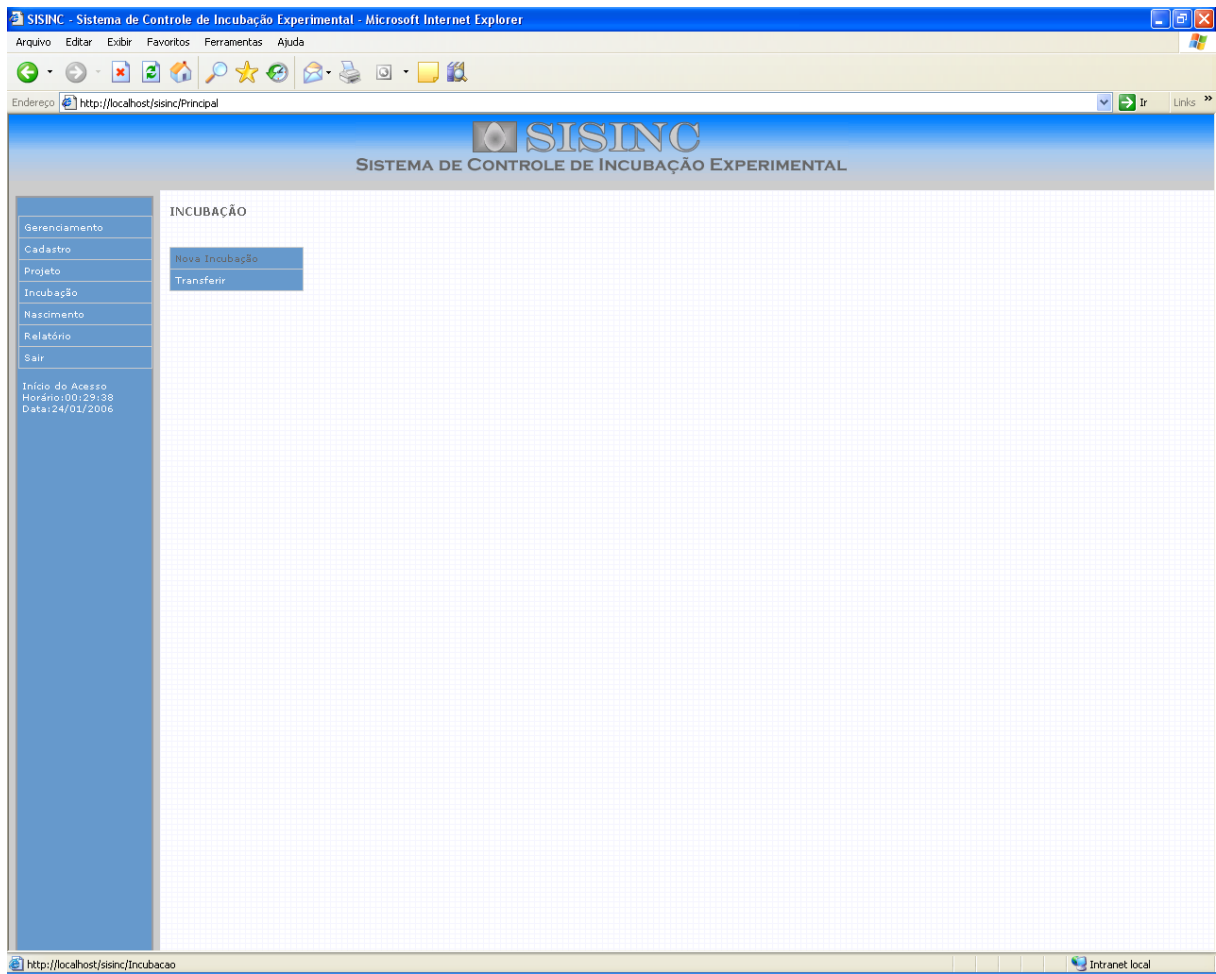 SISINC - Sistema de Controle de Incubação Experimental - Microsoft Internet Explorer
Arquivo Editar Exibir Favoritos Ferramentas Ajuda
Endereço http://localhost/sisinc/Principal Ir Links »
SISINC
SISTEMA DE CONTROLE DE INCUBAÇÃO EXPERIMENTAL
Gerenciamento
Cadastro
Projeto
Incubação
Nascimento
Relatório
Sair
Início do Acesso
Horário:00:29:38
Data:24/01/2006
INCUBAÇÃO
Nova Incubação
Transferir
http://localhost/sisinc/Incubacao Intranet local